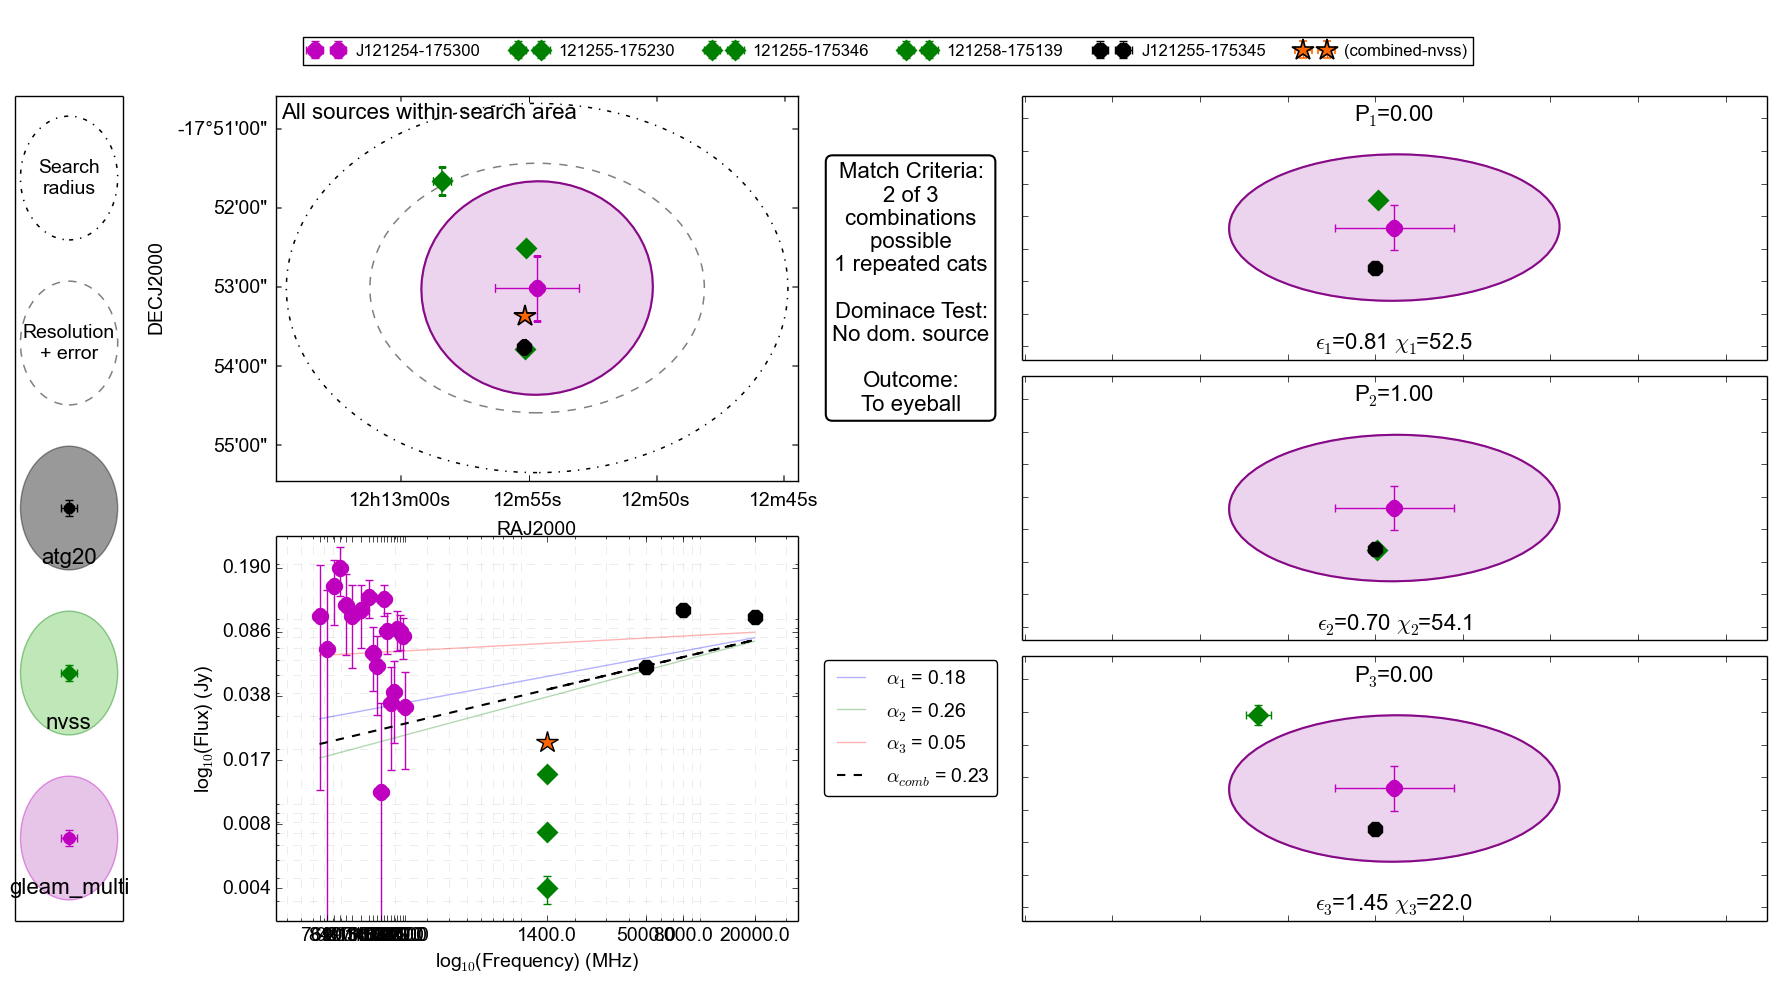 J121254-175300
121255-175230
121255-175346
121258-175139
J121255-175345
(combined-nvss)
Search
radius
Resolution
+ error
atg20
nvss
gleam_multi
All sources within search area
-17°51'00"
52'00"
53'00"
54'00"
55'00"
DECJ2000
12h13m00s
12m55s
12m50s
12m45s
RAJ2000
Match Criteria:
2 of 3
combinations
possible
1 repeated cats
Dominace Test:
No dom. source
Outcome:
To eyeball
0.190
0.086
0.038
0.017
0.008
0.004
log10(Flux) (Jy)
1400.0
5000.0
8000.0
20000.0
log10(Frequency) (MHz)
α1 = 0.18
α2 = 0.26
α3 = 0.05
αcomb = 0.23
P1=0.00
ϵ1=0.81 χ1=52.5
P2=1.00
ϵ2=0.70 χ2=54.1
P3=0.00
ϵ3=1.45 χ3=22.0